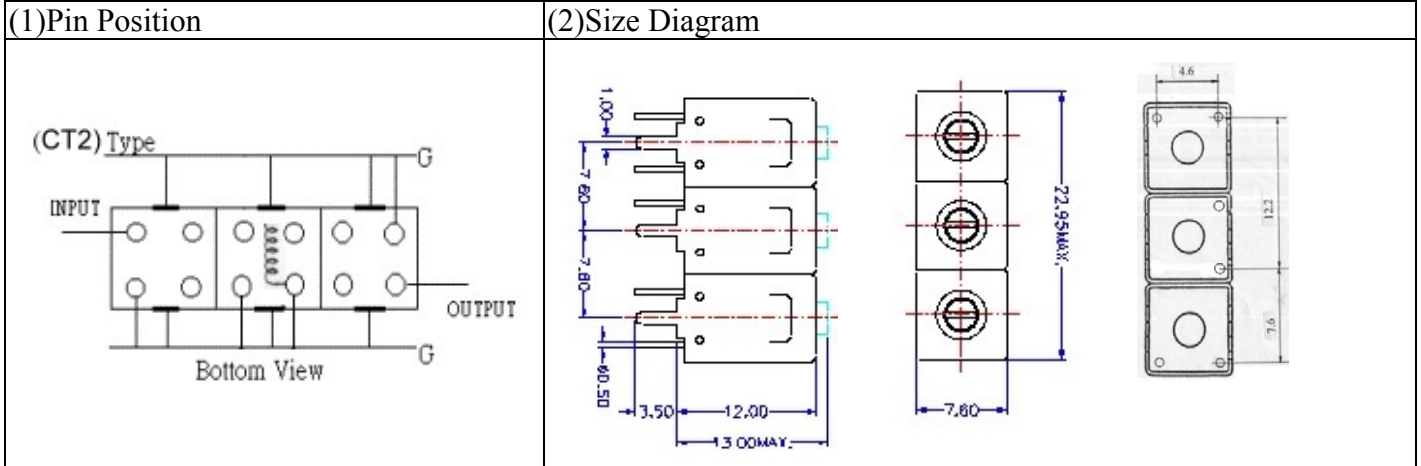 (1)Pin Position
(2)Size Diagram
(CT2) Type
G
INPUT
OUTPUT
G
Bottom View
1.00
7.60
7.60
Ø0.50
3.50
12.00
13.00MAX.
22.95MAX.
7.60
4.6
12.2
7.6